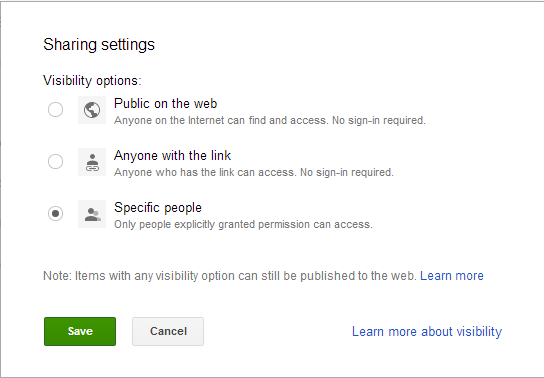 Sharing settings
Visibility options:
Public on the web
Anyone on the Internet can find and access. No sign-in required.
Anyone with the link
Anyone who has the link can access. No sign-in required.
Specific people
Only people explicitly granted permission can access.
Note: Items with any visibility option can still be published to the web. Learn more
Save Cancel Learn more about visibility